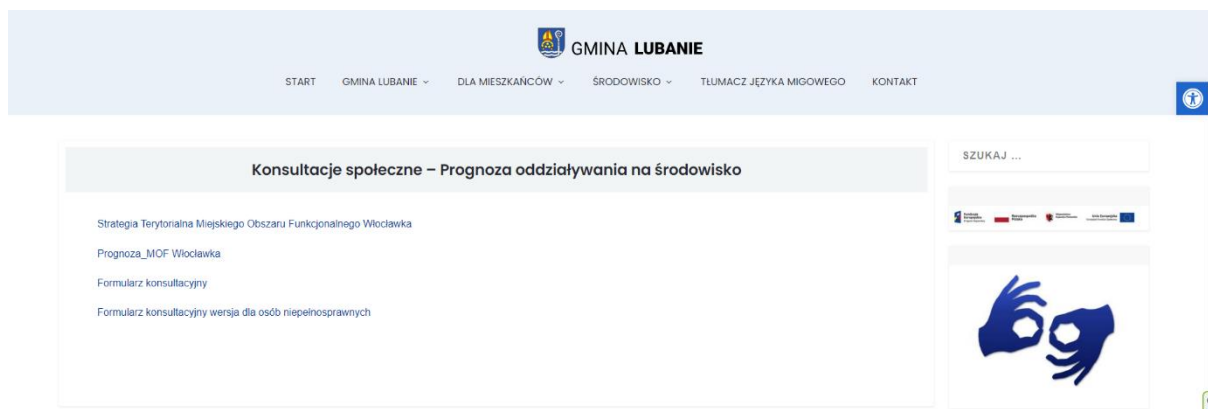 GMINA LUBANIE
START GMINA LUBANIE DLA MIESZKAŃCÓW ŚRODOWISKO TŁUMACZ JĘZYKA MIGOWEGO KONTAKT
Konsultacje społeczne – Prognoza oddziaływania na środowisko
SZUKAJ ...
Strategia Terytorialna Miejskiego Obszaru Funkcjonalnego Włocławka
Prognoza_MOF Włocławka
Formularz konsultacyjny
Formularz konsultacyjny wersja dla osób niepełnosprawnych